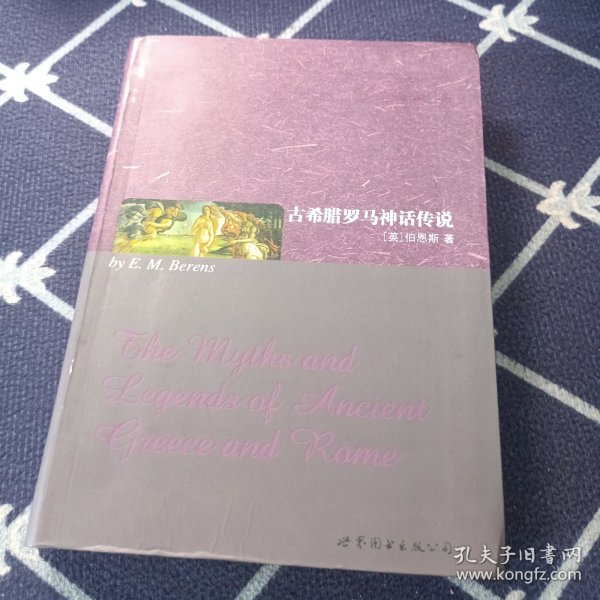 古希腊罗马神话传说
[英]伯恩斯 著
by E. M. Berens
The Myths and
Legends of Ancient
Greece and Rome
世界图书出版公司
孔夫子旧书网
www.kongfz.com